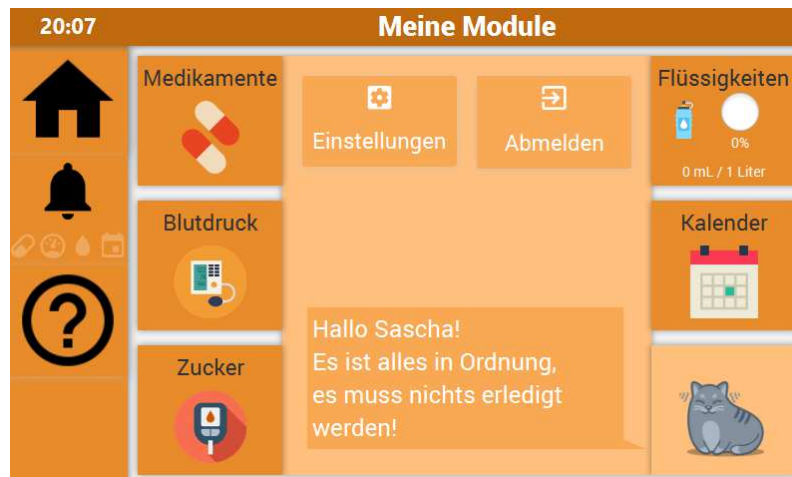 20:07
Meine Module
Medikamente
Einstellungen
Abmelden
Flüssigkeiten
0%
0 mL / 1 Liter
Blutdruck
Kalender
Hallo Sascha!
Es ist alles in Ordnung,
es muss nichts erledigt
werden!
Zucker